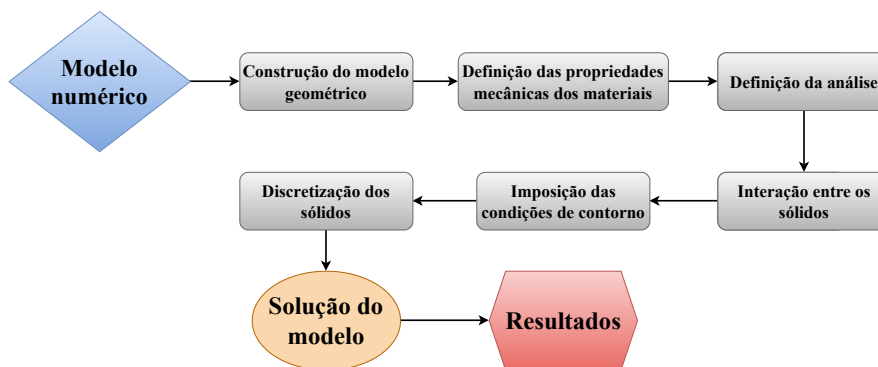 Modelo
numérico
Construção do modelo
geométrico
Definição das propriedades
mecânicas dos materiais
Definição da análise
Interação entre os
sólidos
Imposição das
condições de contorno
Discretização dos
sólidos
Solução do
modelo
Resultados